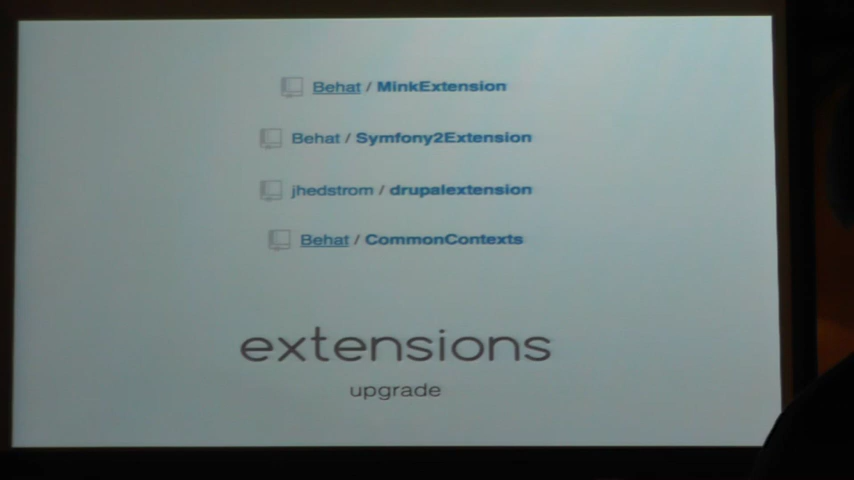 Behat / MinkExtension
Behat / Symfony2Extension
jhedstrom / drupalextension
Behat / CommonContexts
extensions
upgrade